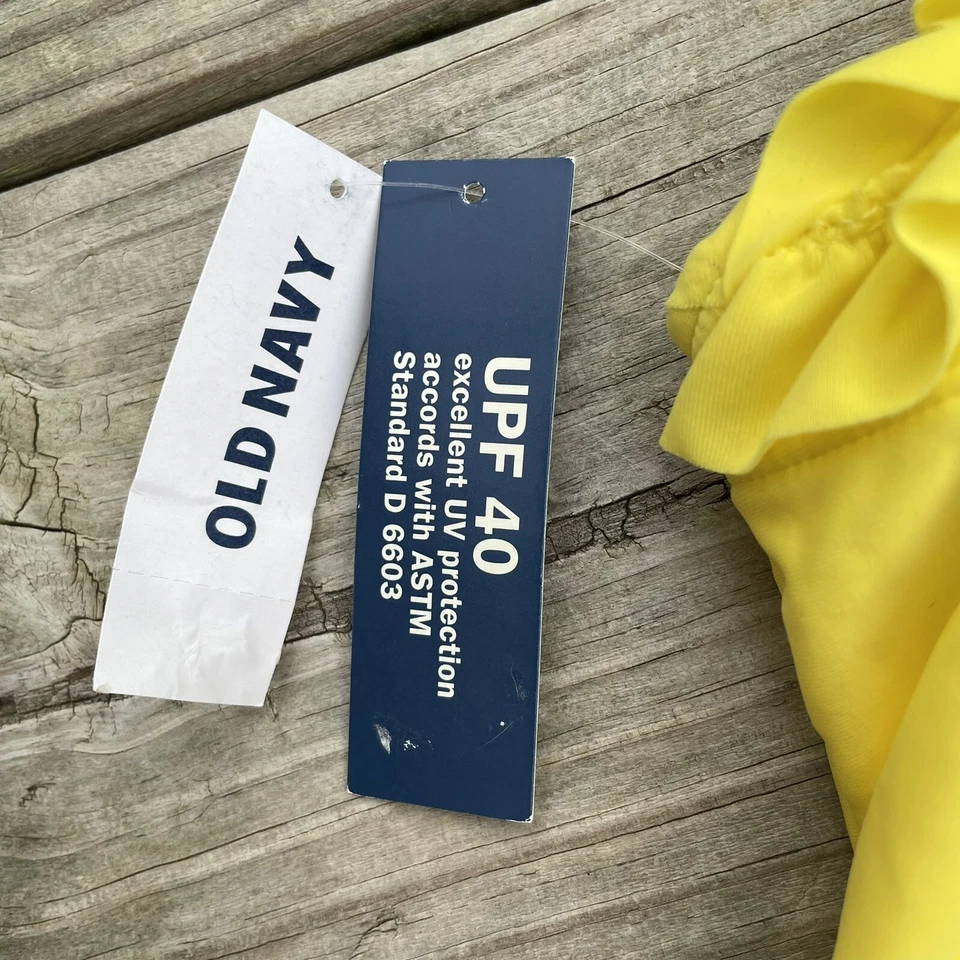 OLD NAVY
UPF 40
excellent UV protection
accords with ASTM
Standard D 6603